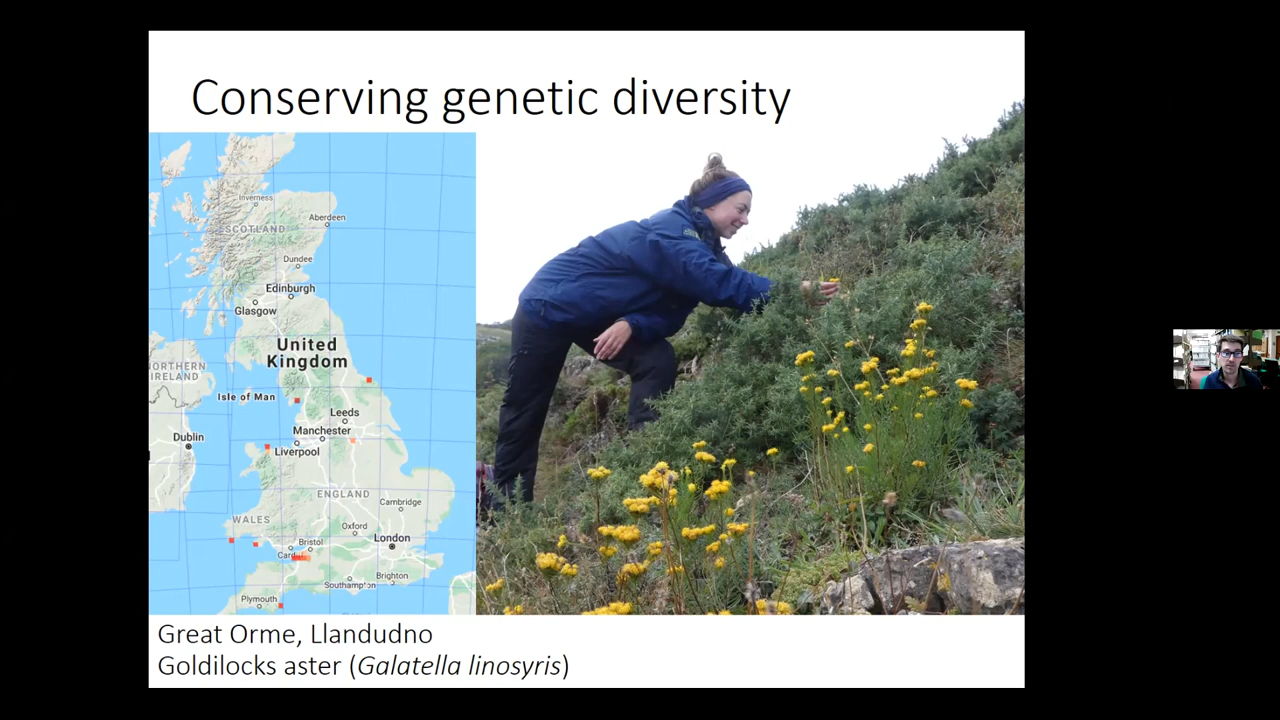 Conserving genetic diversity
Inverness
Aberdeen
SCOTLAND
Dundee
Edinburgh
Glasgow
United
Kingdom
NORTHERN
IRELAND
Isle of Man
Leeds
Dublin
Manchester
Liverpool
ENGLAND
Cambridge
WALES
Oxford
London
Bristol
Brighton
Southampton
Plymouth
Great Orme, Llandudno
Goldilocks aster (Galatella linosyris)